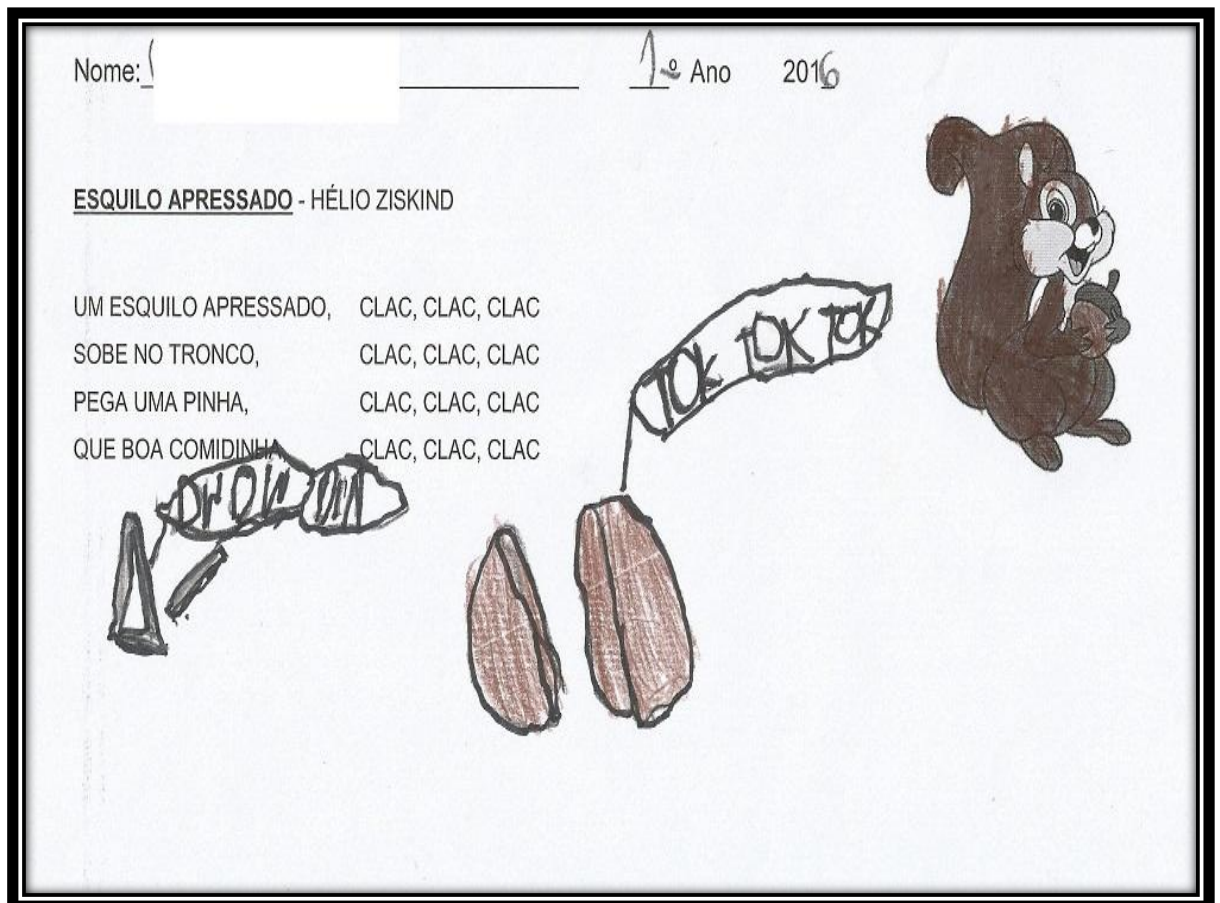 Nome: 1º Ano 2016
ESQUILO APRESSADO - HÉLIO ZISKIND
UM ESQUILO APRESSADO, CLAC, CLAC, CLAC
SOBE NO TRONCO, CLAC, CLAC, CLAC
PEGA UMA PINHA, CLAC, CLAC, CLAC
QUE BOA COMIDINHA, CLAC, CLAC, CLAC
TOK TOK TOK